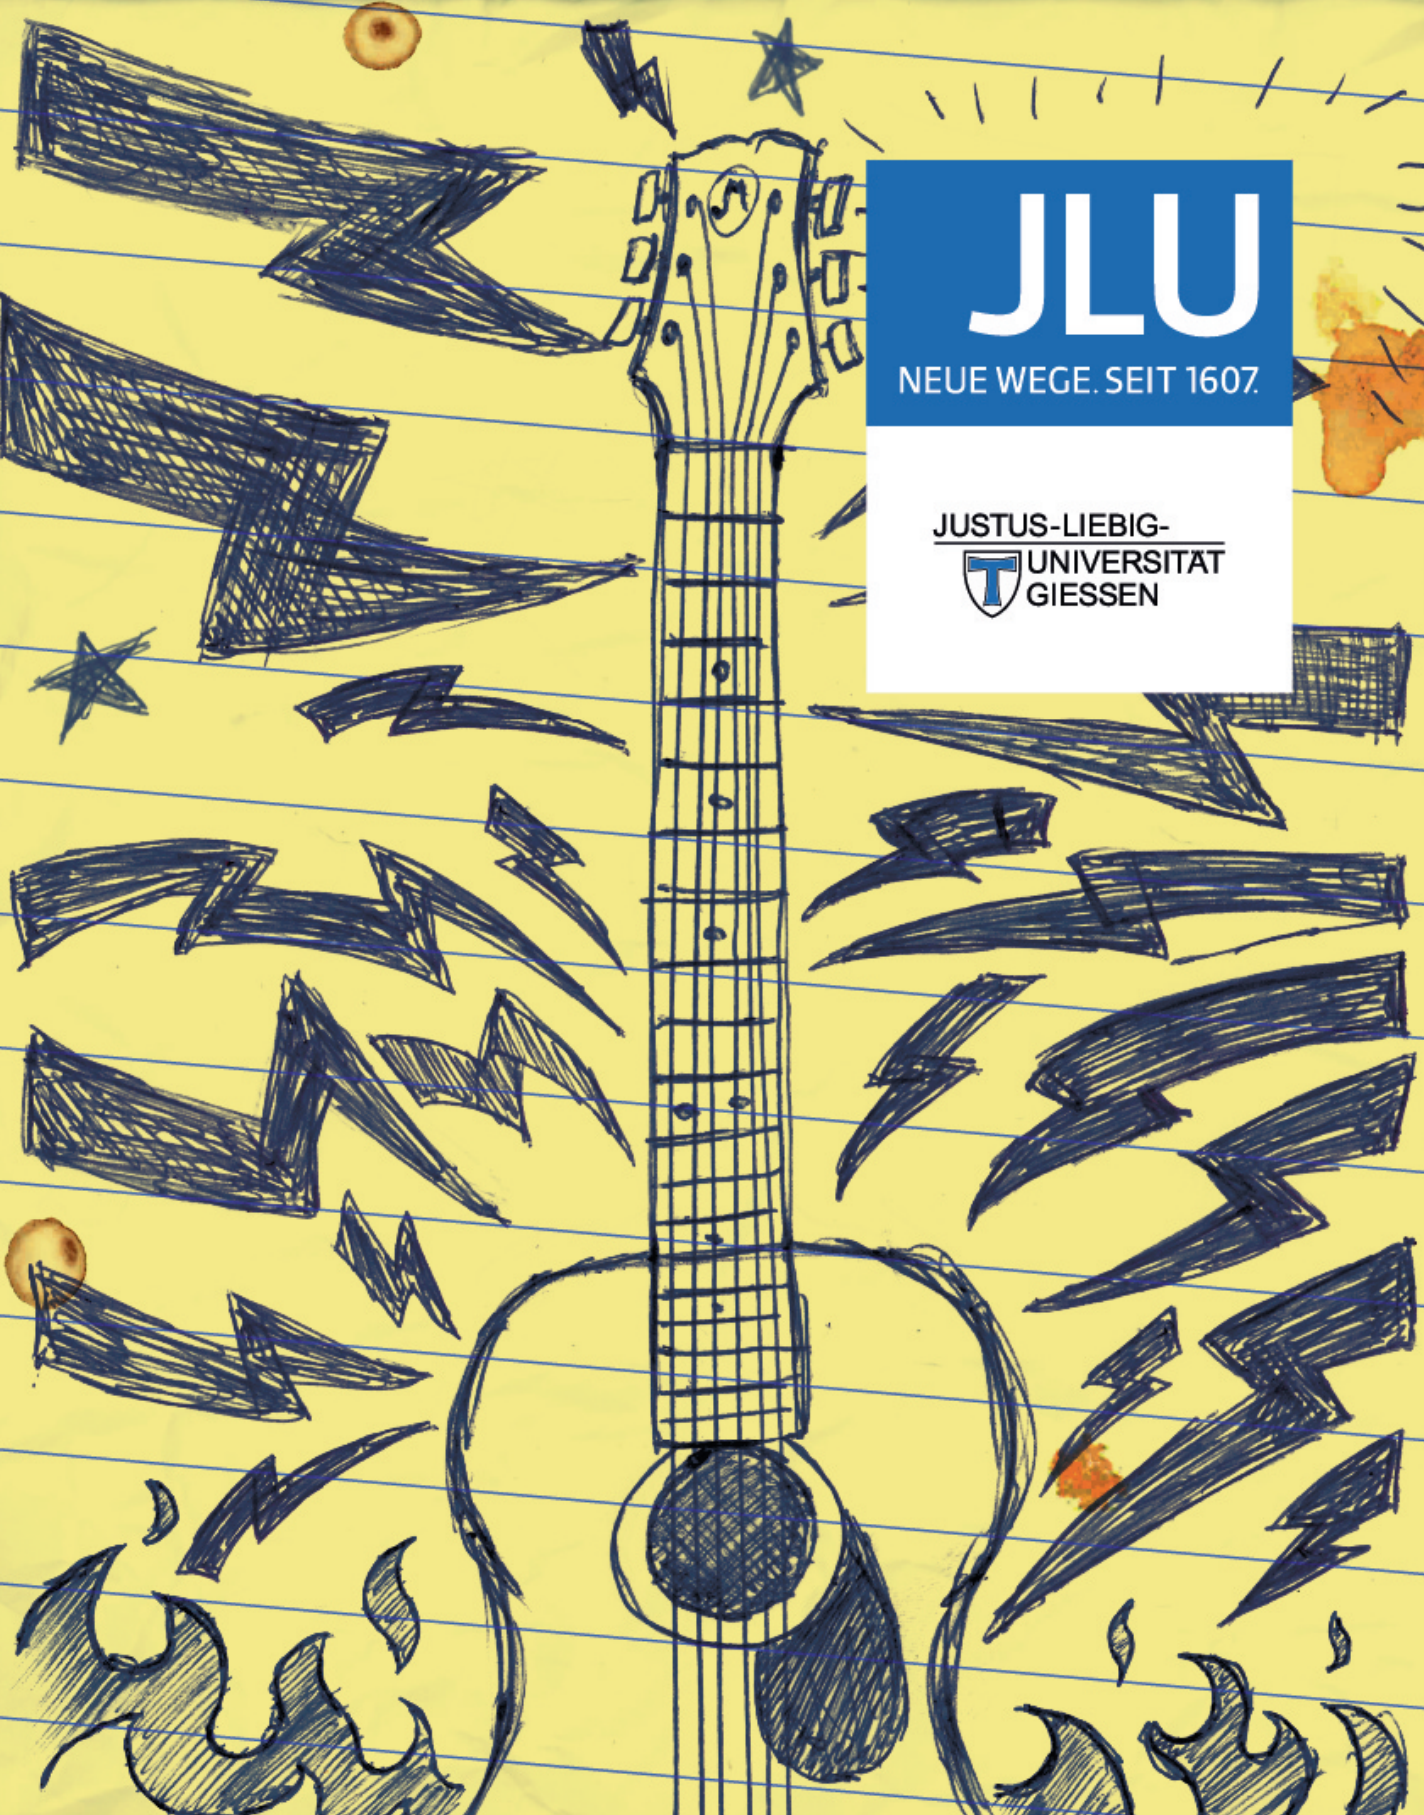 JLU
NEUE WEGE. SEIT 1607.
JUSTUS-LIEBIG-
UNIVERSITÄT
GIESSEN